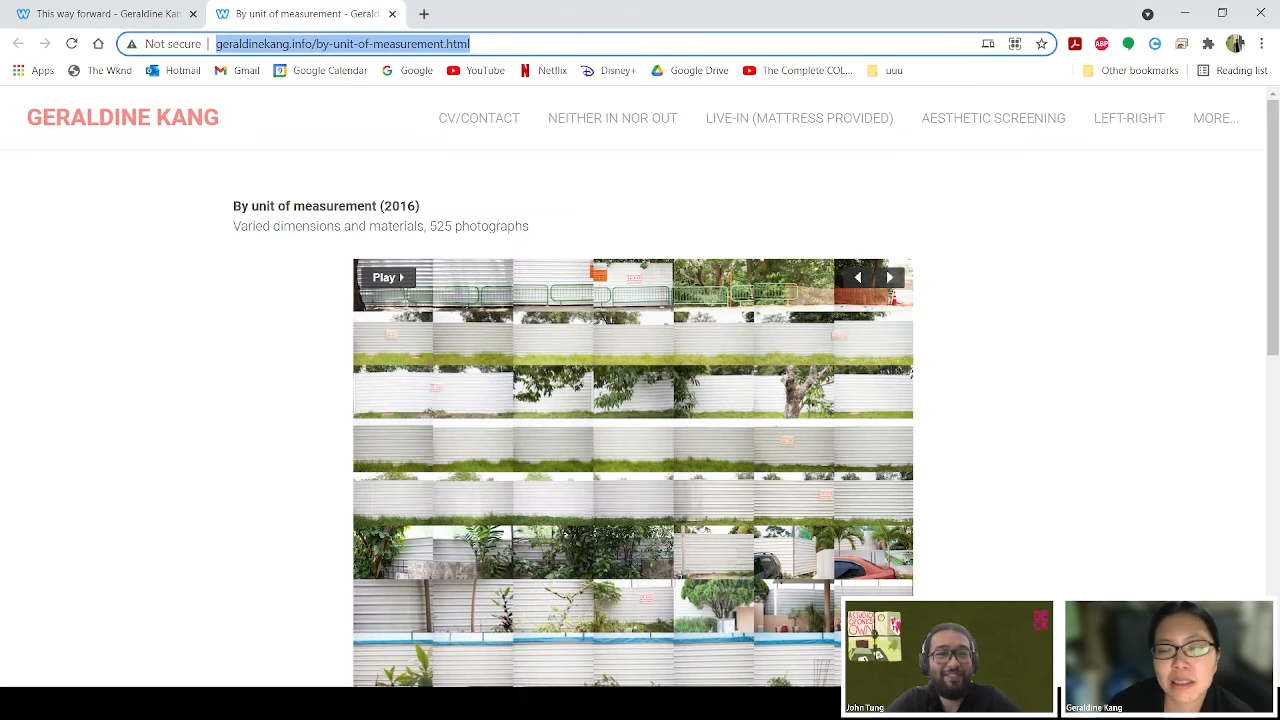 This way forward - Geraldine Kan
By unit of measurement - Gerald
Not secure
geraldinekang.info/by-unit-of-measurement.html
Apps
The Wknd
Hotmail
Gmail
Google Calendar
Google
YouTube
Netflix
Disney+
Google Drive
The Complete COL...
uuu
Other bookmarks
Reading list
GERALDINE KANG
CV/CONTACT
NEITHER IN NOR OUT
LIVE-IN (MATTRESS PROVIDED)
AESTHETIC SCREENING
LEFT-RIGHT
MORE...
By unit of measurement (2016)
Varied dimensions and materials, 525 photographs
Play
John Tung
Geraldine Kang